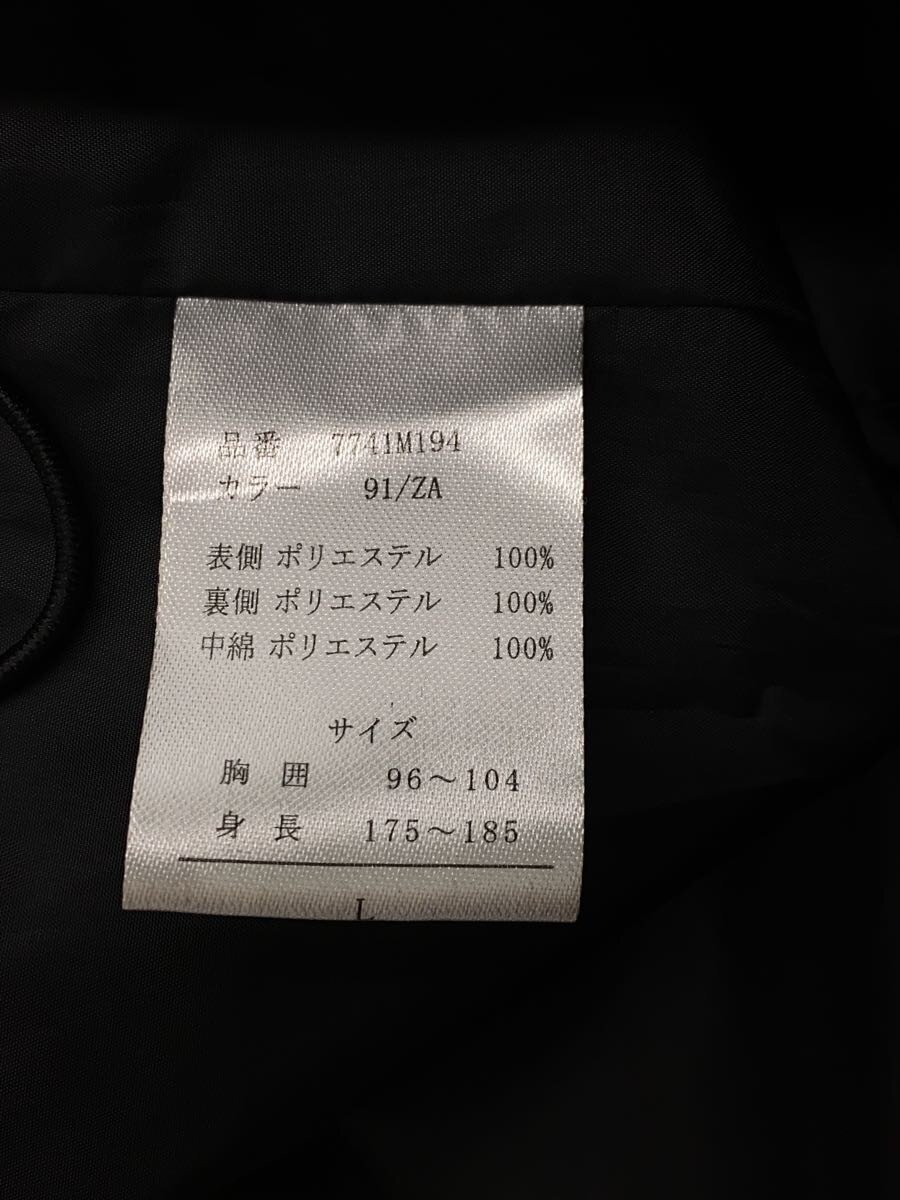 品番 7741M194
カラー 91/ZA
表側 ポリエステル 100%
裏側 ポリエステル 100%
中綿 ポリエステル 100%
サイズ
胸囲 96～104
身長 175～185
L